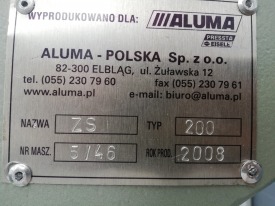 WYPRODUKOWANO DLA: ALUMA
PRESSTA
EISELE
ALUMA - POLSKA Sp. z o.o.
82-300 ELBLĄG, ul. Żuławska 12
tel. (055) 230 79 60 fax (055) 230 79 61
www.aluma.pl e-mail: biuro@aluma.pl
NAZWA ZS TYP 200
NR MASZ. 5/46 ROK PROD. 2008